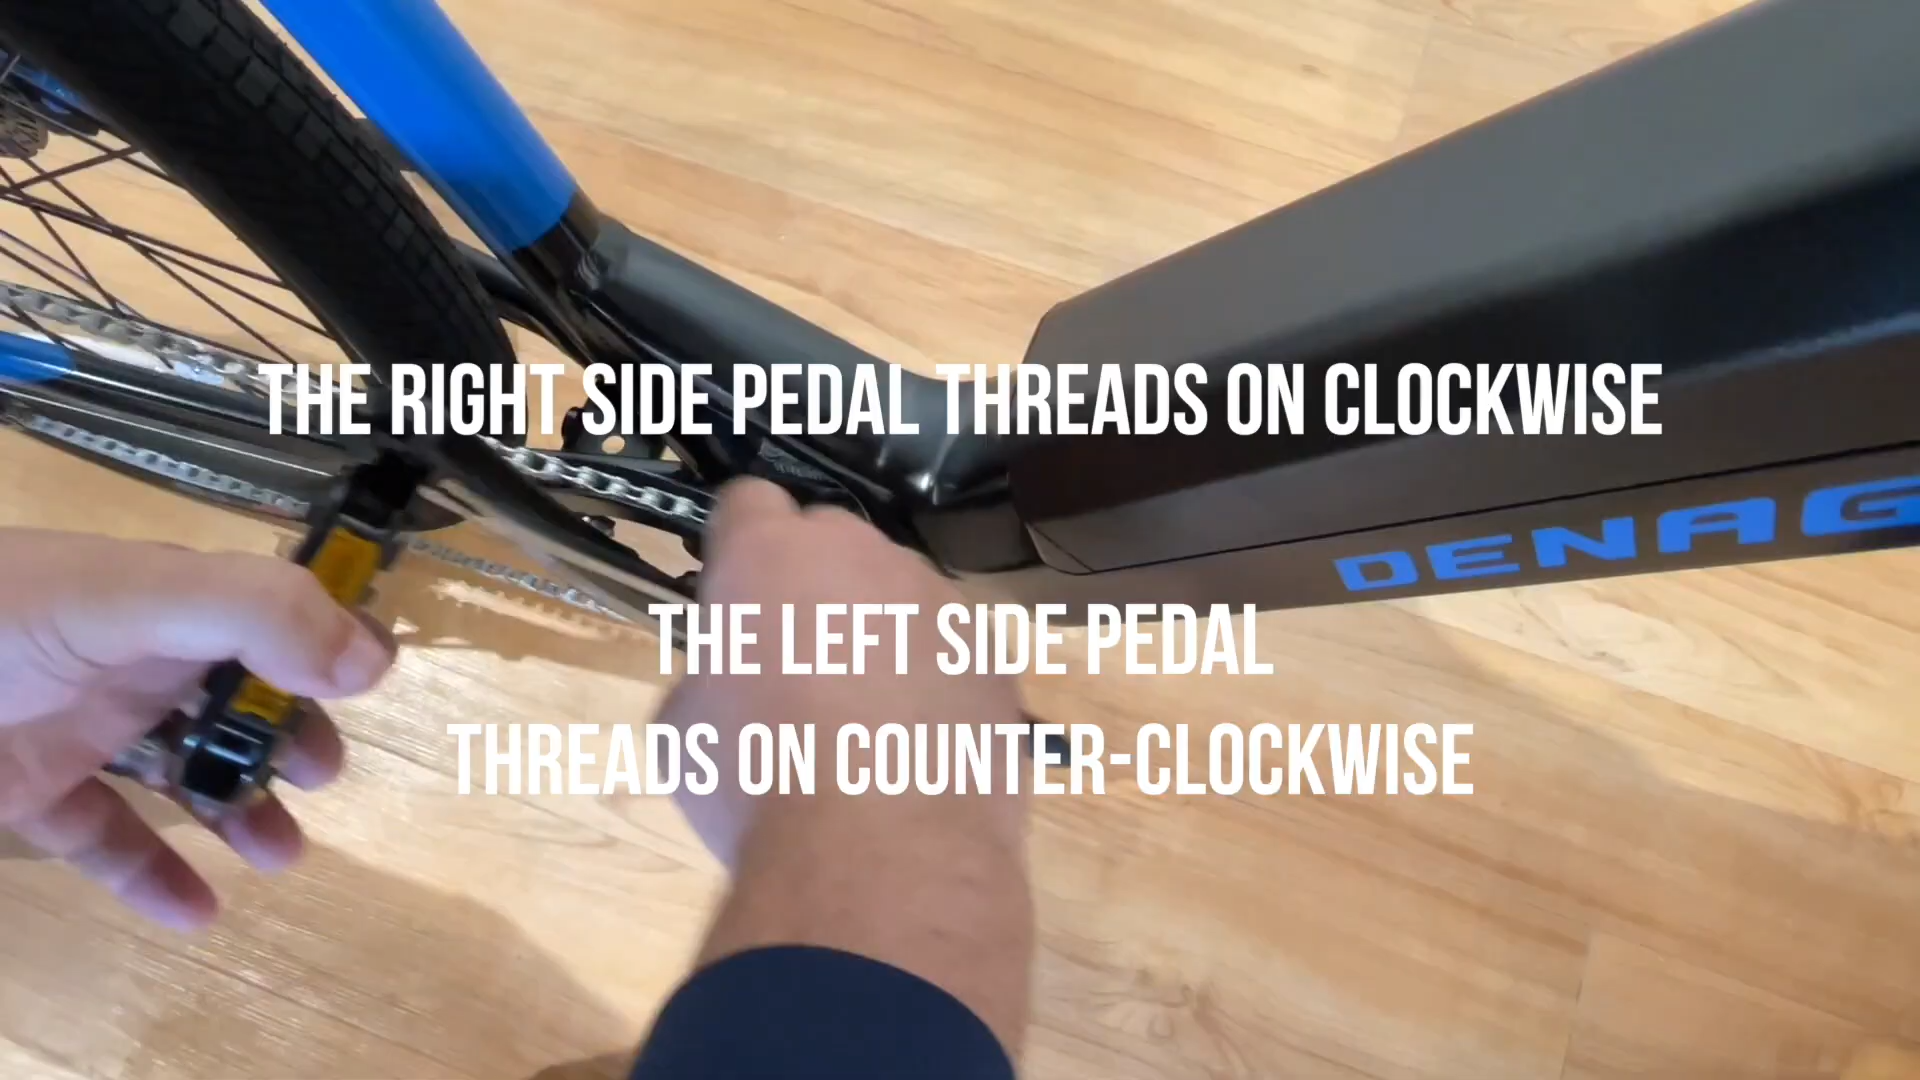 THE RIGHT SIDE PEDAL THREADS ON CLOCKWISE
DENAG
THE LEFT SIDE PEDAL
THREADS ON COUNTER-CLOCKWISE